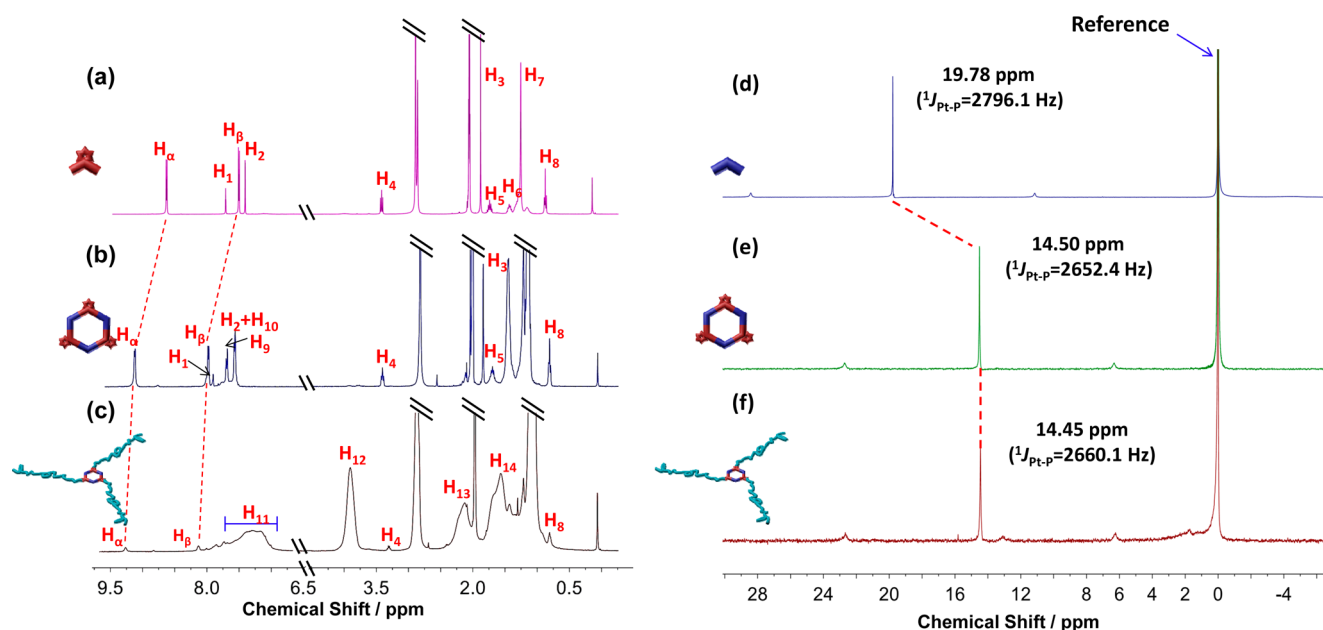 (a)
Hα
H1
Hβ
H2
H4
H3
H7
H5
H6
H8
(b)
Hα
H1
Hβ
H2+H10
H9
H4
H3
H5
H8
(c)
Hα
Hβ
H11
H12
H4
H13
H14
H8
9.5 8.0 6.5 3.5 2.0 0.5
Chemical Shift / ppm
Reference
(d)
19.78 ppm
(1JPt-P=2796.1 Hz)
(e)
14.50 ppm
(1JPt-P=2652.4 Hz)
(f)
14.45 ppm
(1JPt-P=2660.1 Hz)
28 24 20 16 12 8 6 4 2 0 -4
Chemical Shift / ppm